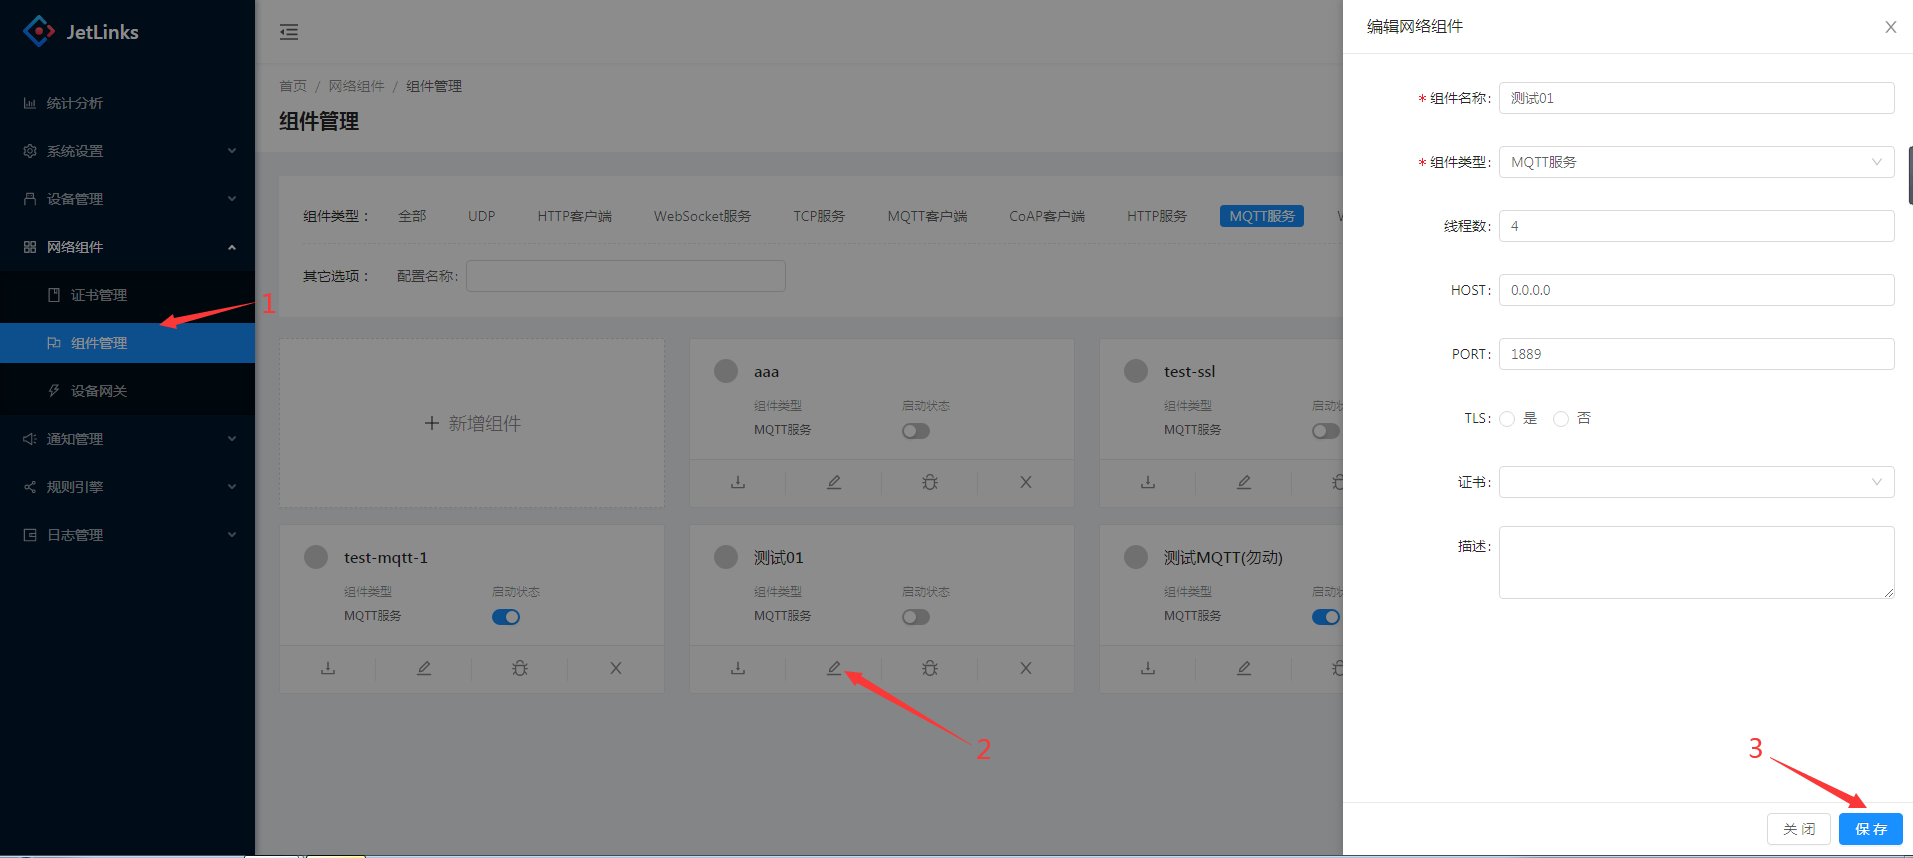 JetLinks
统计分析
系统设置
设备管理
网络组件
证书管理
组件管理
设备网关
通知管理
规则引擎
日志管理
首页 / 网络组件 / 组件管理
组件管理
组件类型： 全部 UDP HTTP客户端 WebSocket服务 TCP服务 MQTT客户端 CoAP客户端 HTTP服务 MQTT服务
其它选项： 配置名称:
1
+ 新增组件
aaa
组件类型 启动状态
MQTT服务
test-ssl
组件类型 启动
MQTT服务
test-mqtt-1
组件类型 启动状态
MQTT服务
测试01
组件类型 启动状态
MQTT服务
测试MQTT(勿动)
组件类型 启动
MQTT服务
2
编辑网络组件
* 组件名称: 测试01
* 组件类型: MQTT服务
线程数: 4
HOST: 0.0.0.0
PORT: 1889
TLS: 是 否
证书:
描述:
3
关 闭 保 存